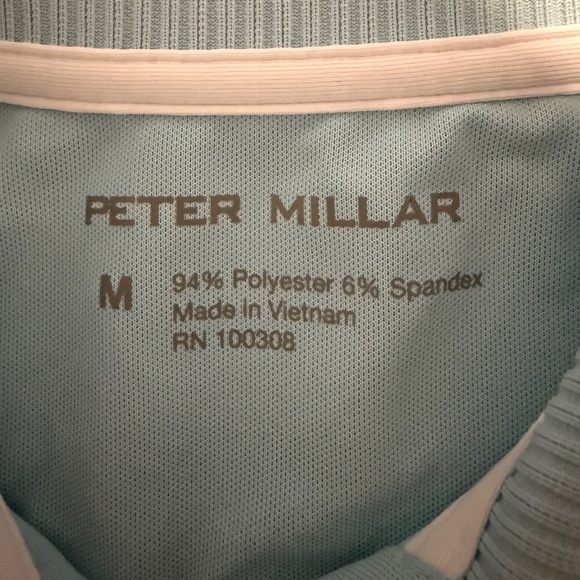 PETER MILLAR
M
94% Polyester 6% Spandex
Made in Vietnam
RN 100308